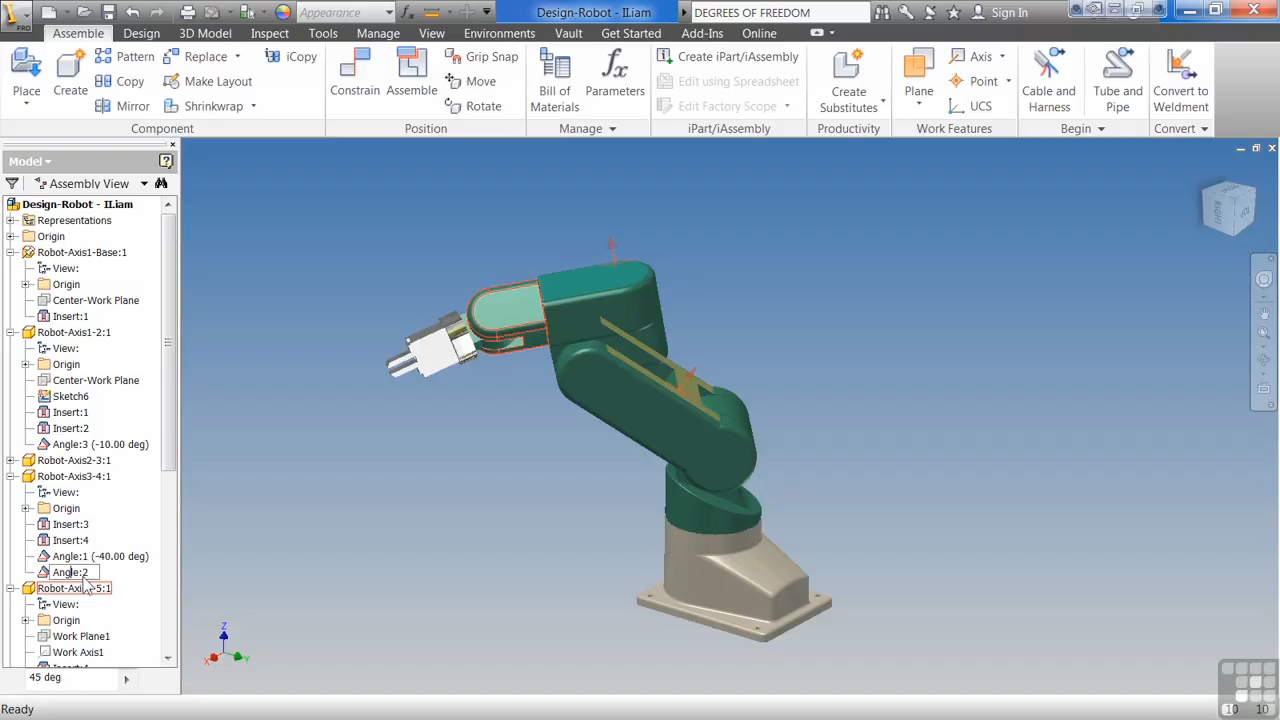 PRO
Appearance
Design-Robot - II.iam
DEGREES OF FREEDOM
Sign In
Assemble Design 3D Model Inspect Tools Manage View Environments Vault Get Started Add-Ins Online
Place
Create
Pattern
Copy
Mirror
Replace
Make Layout
Shrinkwrap
iCopy
Component
Constrain
Assemble
Grip Snap
Move
Rotate
Position
Bill of
Materials
Parameters
Manage
Create iPart/iAssembly
Edit using Spreadsheet
Edit Factory Scope
iPart/iAssembly
Create
Substitutes
Productivity
Plane
Axis
Point
UCS
Work Features
Cable and
Harness
Tube and
Pipe
Begin
Convert to
Weldment
Convert
Model
Assembly View
Design-Robot - II.iam
Representations
Origin
Robot-Axis1-Base:1
View:
Origin
Center-Work Plane
Insert:1
Robot-Axis1-2:1
View:
Origin
Center-Work Plane
Sketch6
Insert:1
Insert:2
Angle:3 (-10.00 deg)
Robot-Axis2-3:1
Robot-Axis3-4:1
View:
Origin
Insert:3
Insert:4
Angle:1 (-40.00 deg)
Angle:2
View:
Origin
Work Plane1
Work Axis1
45 deg
RIGHT
TOP
Z
X
Y
Ready
10 10